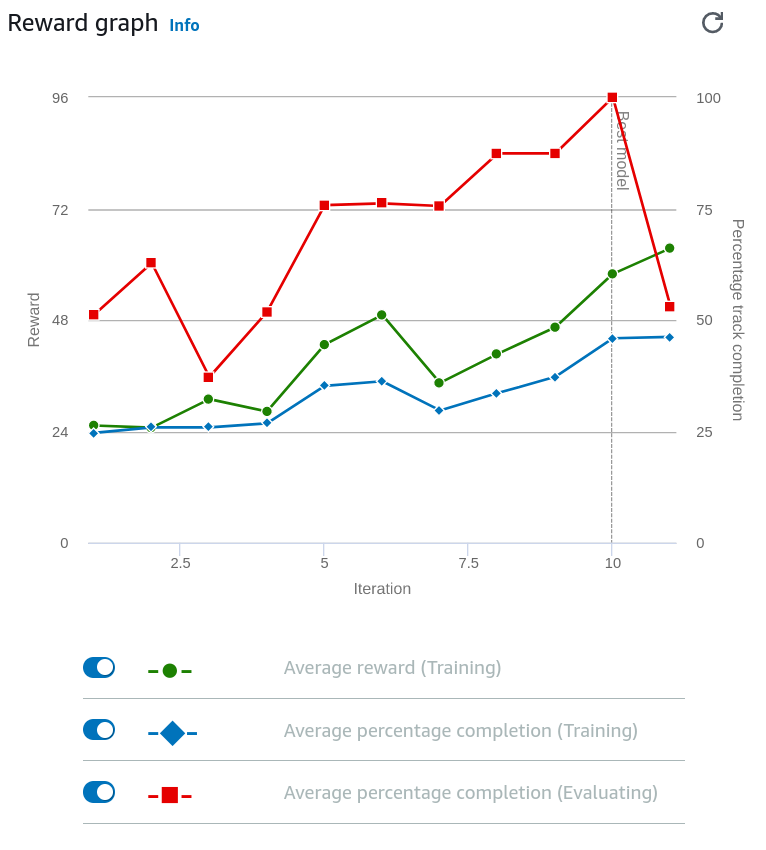 Reward graph Info
96 100
Best model
72 75
Reward
Percentage track completion
48 50
24 25
0 0
2.5 5 7.5 10
Iteration
Average reward (Training)
Average percentage completion (Training)
Average percentage completion (Evaluating)